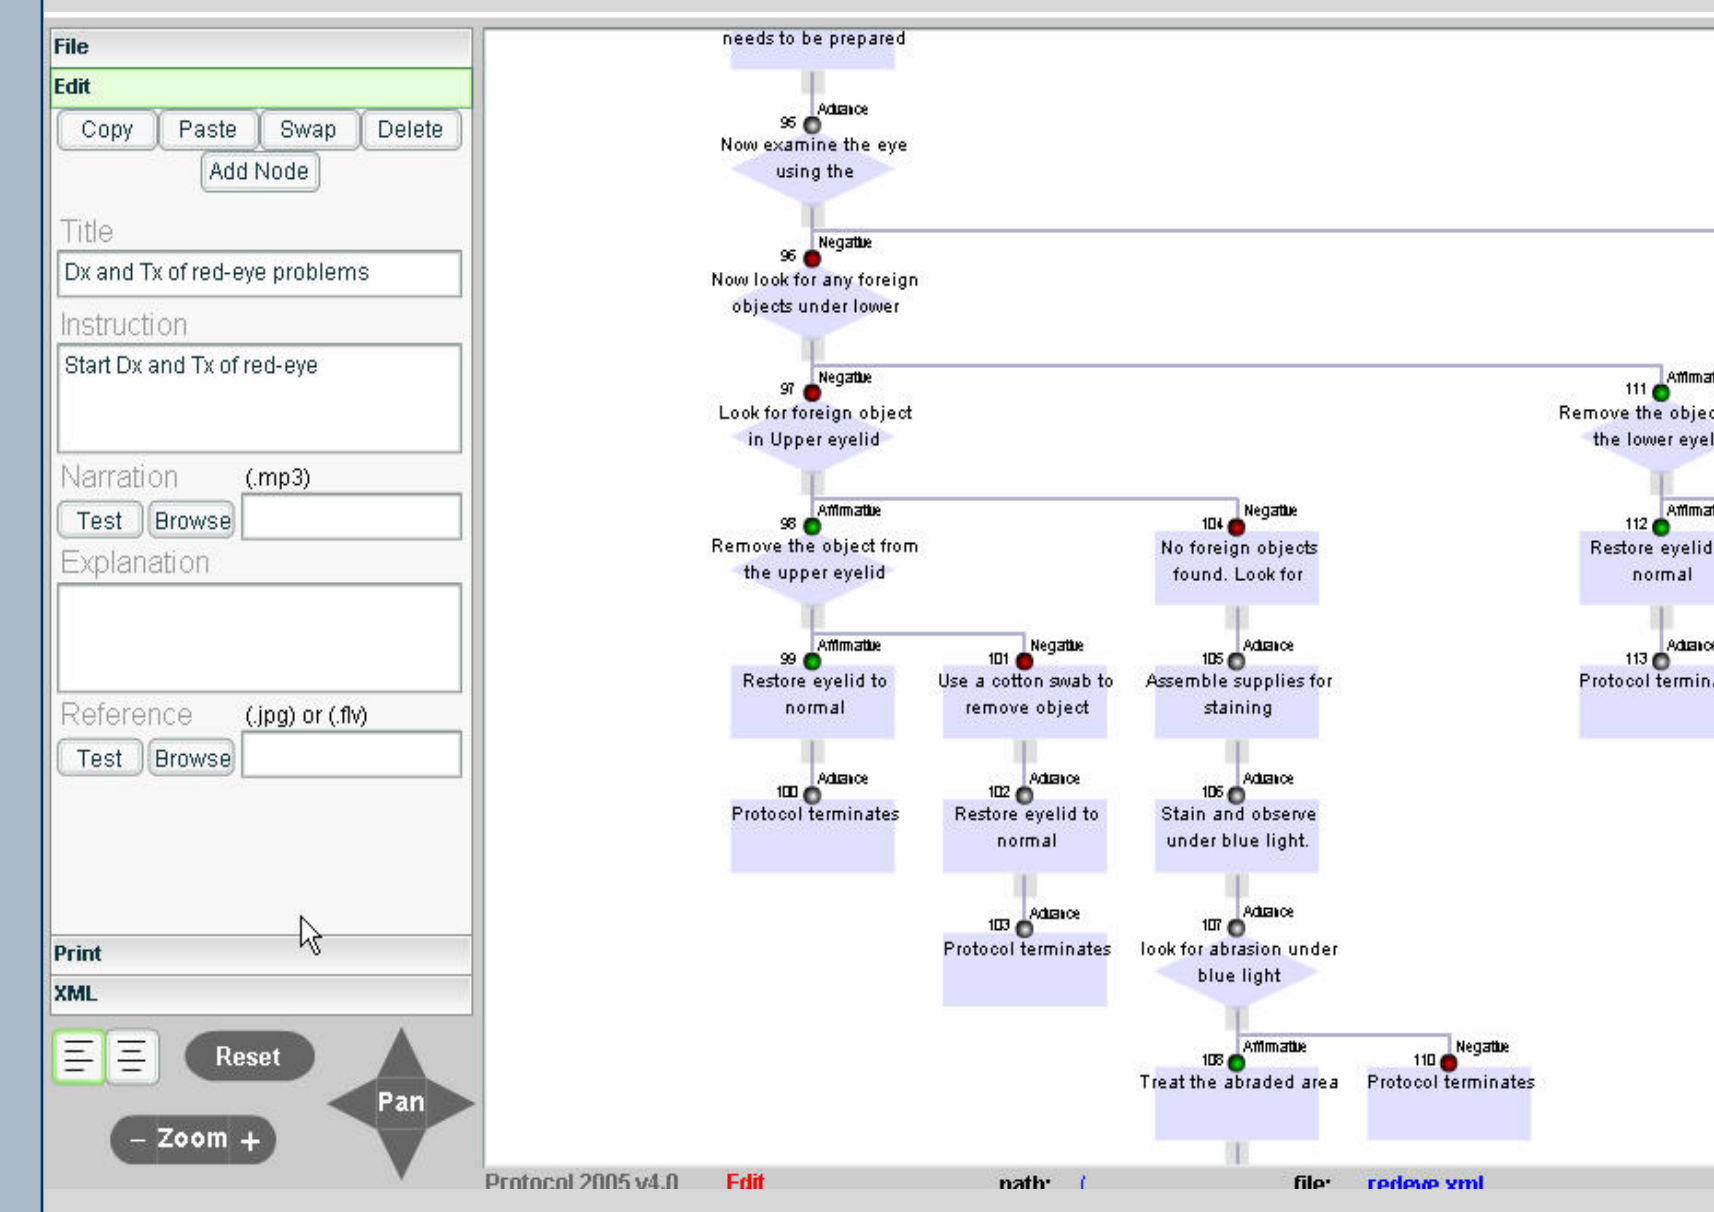 File
Edit
Copy Paste Swap Delete
Add Node
Title
Dx and Tx of red-eye problems
Instruction
Start Dx and Tx of red-eye
Narration (.mp3)
Test Browse
Explanation
Reference (.jpg) or (.flv)
Test Browse
Print
XML
Reset
Pan
– Zoom +
needs to be prepared
95 Advance
Now examine the eye
using the
96 Negative
Now look for any foreign
objects under lower
97 Negative
Look for foreign object
in Upper eyelid
98 Affirmative
Remove the object from
the upper eyelid
99 Affirmative
Restore eyelid to
normal
100 Advance
Protocol terminates
101 Negative
Use a cotton swab to
remove object
102 Advance
Restore eyelid to
normal
103 Advance
Protocol terminates
104 Negative
No foreign objects
found. Look for
105 Advance
Assemble supplies for
staining
106 Advance
Stain and observe
under blue light.
107 Advance
look for abrasion under
blue light
108 Affirmative
Treat the abraded area
110 Negative
Protocol terminates
111 Affirmat
Remove the objec
the lower eyel
112 Affirmat
Restore eyelid
normal
113 Advance
Protocol termin
Protocol 2005 v4.0 Edit path: ( file: redeye.xml